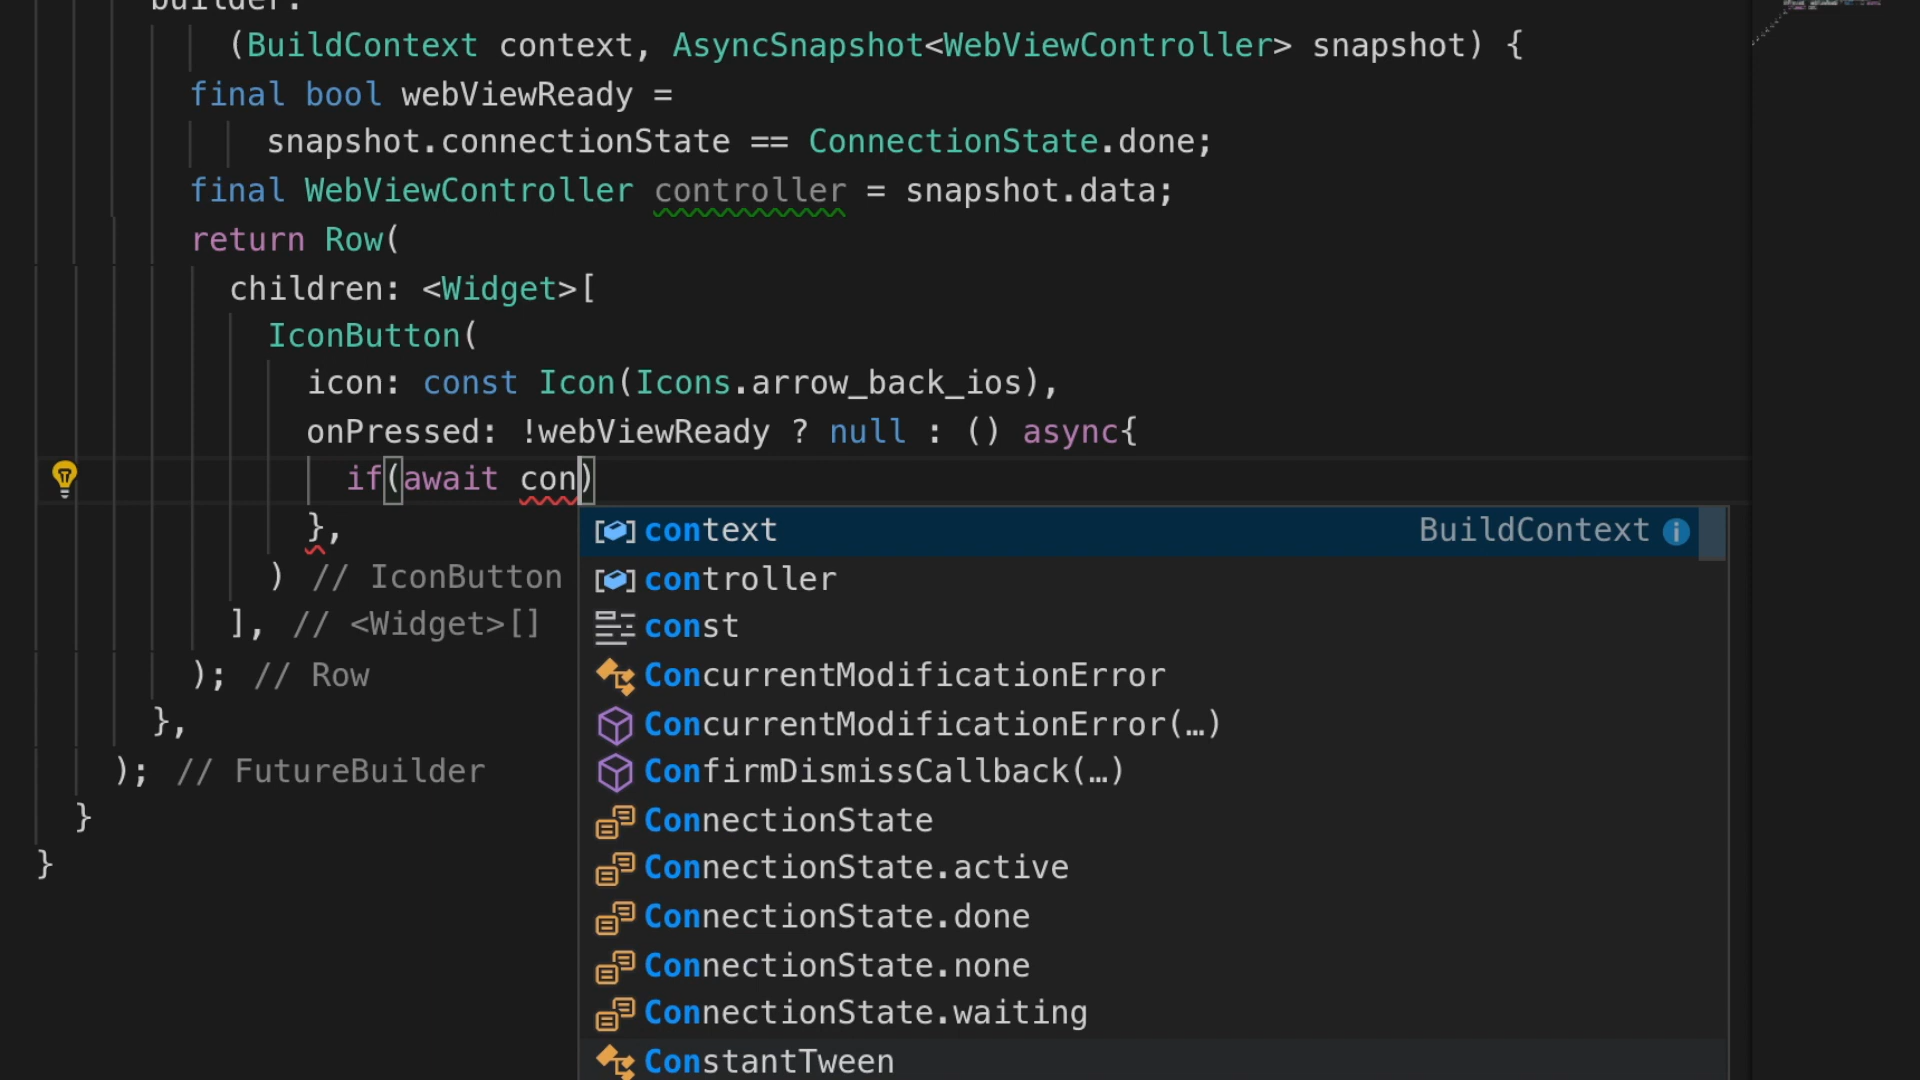 builder:
(BuildContext context, AsyncSnapshot<WebViewController> snapshot) {
final bool webViewReady =
snapshot.connectionState == ConnectionState.done;
final WebViewController controller = snapshot.data;
return Row(
children: <Widget>[
IconButton(
icon: const Icon(Icons.arrow_back_ios),
onPressed: !webViewReady ? null : () async{
if(await con)
},
) // IconButton
], // <Widget>[]
); // Row
},
); // FutureBuilder
}
}
context BuildContext
controller
const
ConcurrentModificationError
ConcurrentModificationError(…)
ConfirmDismissCallback(…)
ConnectionState
ConnectionState.active
ConnectionState.done
ConnectionState.none
ConnectionState.waiting
ConstantTween